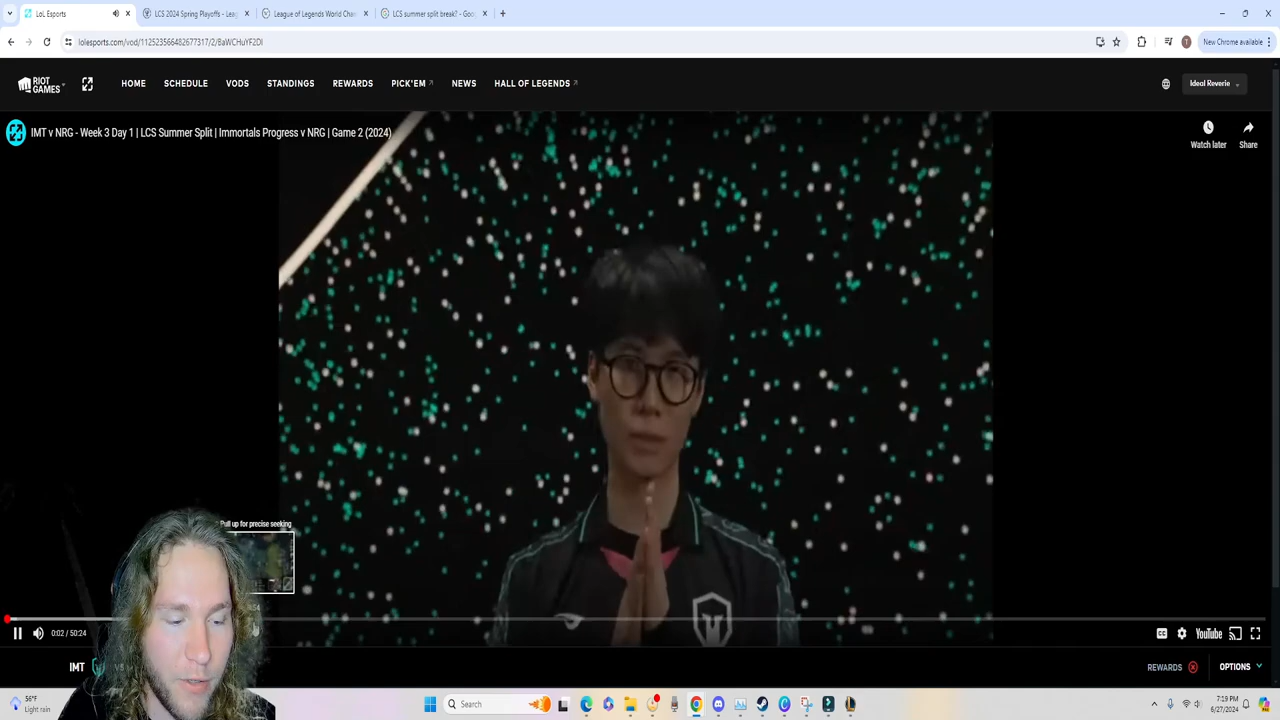 LoL Esports
LCS 2024 Spring Playoffs - Leag
League of Legends World Cham
LCS summer split break? - Goo
lolesports.com/vod/112523566482677317/2/BaWCHuYF2DI
New Chrome available
RIOT GAMES
HOME
SCHEDULE
VODS
STANDINGS
REWARDS
PICK'EM
NEWS
HALL OF LEGENDS
Ideal Reverie
IMT v NRG - Week 3 Day 1 | LCS Summer Split | Immortals Progress v NRG | Game 2 (2024)
Watch later
Share
Pull up for precise seeking
0:02 / 50:24
YouTube
IMT
VS
REWARDS
OPTIONS
56°F
Light rain
Search
7:19 PM
6/27/2024